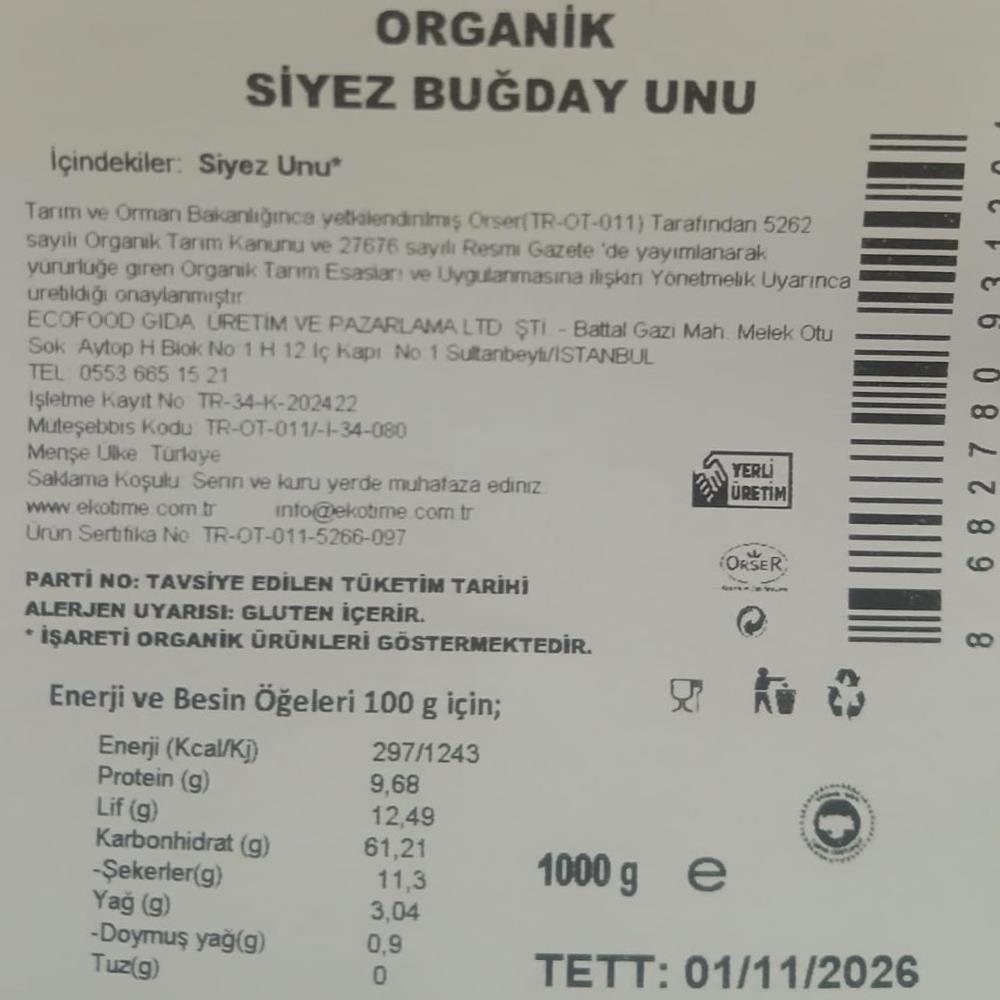 ORGANİK
SİYEZ BUĞDAY UNU
İçindekiler: Siyez Unu*
Tarım ve Orman Bakanlığınca yetkilendirilmiş Orser(TR-OT-011) Tarafından 5262
sayılı Organik Tarım Kanunu ve 27676 sayılı Resmi Gazete 'de yayımlanarak
yürürlüğe giren Organik Tarım Esasları ve Uygulanmasına ilişkin Yönetmelik Uyarınca
üretildiği onaylanmıştır
ECOFOOD GIDA ÜRETİM VE PAZARLAMA LTD ŞTİ. - Battal Gazi Mah. Melek Otu
Sok Aytop H Blok No 1 H 12 İç Kapı No 1 Sultanbeyli/İSTANBUL
TEL: 0553 665 15 21
İşletme Kayıt No TR-34-K-202422
Müteşebbis Kodu TR-OT-011/-İ-34-080
Menşe Ülke Türkiye
Saklama Koşulu: Serin ve kuru yerde muhafaza ediniz.
www.ekotime.com.tr info@ekotime.com.tr
Ürün Sertifika No TR-OT-011-5266-097
PARTİ NO: TAVSİYE EDİLEN TÜKETİM TARİHİ
ALERJEN UYARISI: GLUTEN İÇERİR.
* İŞARETİ ORGANİK ÜRÜNLERİ GÖSTERMEKTEDİR.
YERLİ
ÜRETİM
ORSER
Enerji ve Besin Öğeleri 100 g için;
Enerji (Kcal/Kj) 297/1243
Protein (g) 9,68
Lif (g) 12,49
Karbonhidrat (g) 61,21
-Şekerler(g) 11,3
Yağ (g) 3,04
-Doymuş yağ(g) 0,9
Tuz(g) 0
1000 g e
TETT: 01/11/2026